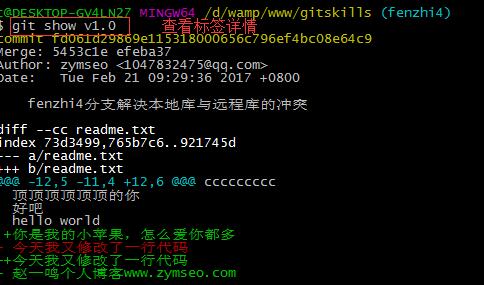 t@DESKTOP-GV4LN27 MINGW64 /d/wamp/www/gitskills (fenzhi4)
$ git show v1.0 查看标签详情
commit fd061d29869e115318000656c796ef4bc08e64c9
Merge: 5453c1e efeba37
Author: zymseo <1047832475@qq.com>
Date: Tue Feb 21 09:29:36 2017 +0800
fenzhi4分支解决本地库与远程库的冲突
diff --cc readme.txt
index 73d3499,765b7c6..921745d
--- a/readme.txt
+++ b/readme.txt
@@@ -12,5 -11,4 +12,6 @@@ ccccccccc
顶顶顶顶顶顶的你
好吧
hello world
+你是我的小苹果，怎么爱你都多
- 今天我又修改了一行代码
++今天我又修改了一行代码
+ 赵一鸣个人博客www.zymseo.com